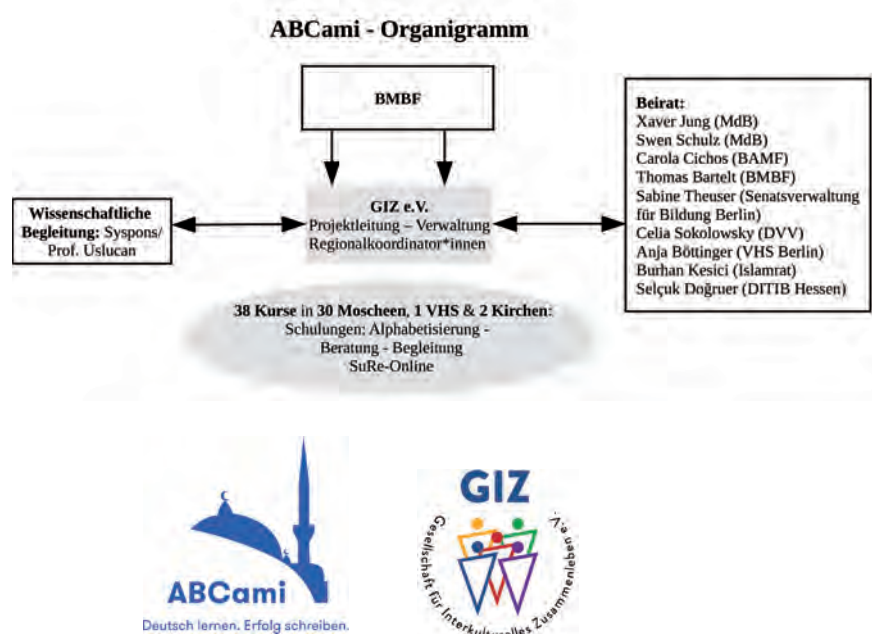 ABCami - Organigramm
BMBF
Wissenschaftliche
Begleitung: Syspons/
Prof. Uslucan
GIZ e.V.
Projektleitung – Verwaltung
Regionalkoordinator*innen
Beirat:
Xaver Jung (MdB)
Swen Schulz (MdB)
Carola Cichos (BAMF)
Thomas Bartelt (BMBF)
Sabine Theuser (Senatsverwaltung
für Bildung Berlin)
Celia Sokolowsky (DVV)
Anja Böttinger (VHS Berlin)
Burhan Kesici (Islamrat)
Selçuk Doğruer (DITIB Hessen)
38 Kurse in 30 Moscheen, 1 VHS & 2 Kirchen:
Schulungen: Alphabetisierung -
Beratung - Begleitung
SuRe-Online
ABCami
Deutsch lernen. Erfolg schreiben.
GIZ
Gesellschaft für Interkulturelles Zusammenleben e.V.